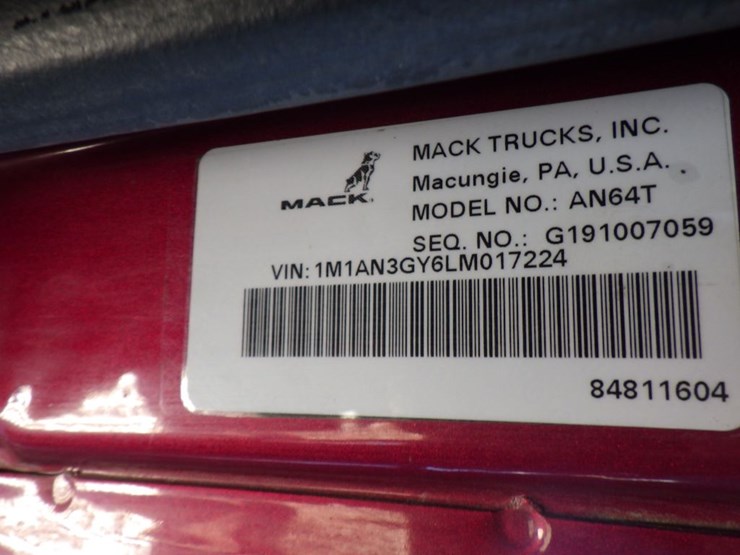 MACK TRUCKS, INC.
MACK
Macungie, PA, U.S.A.
MODEL NO.: AN64T
SEQ. NO.: G191007059
VIN: 1M1AN3GY6LM017224
84811604